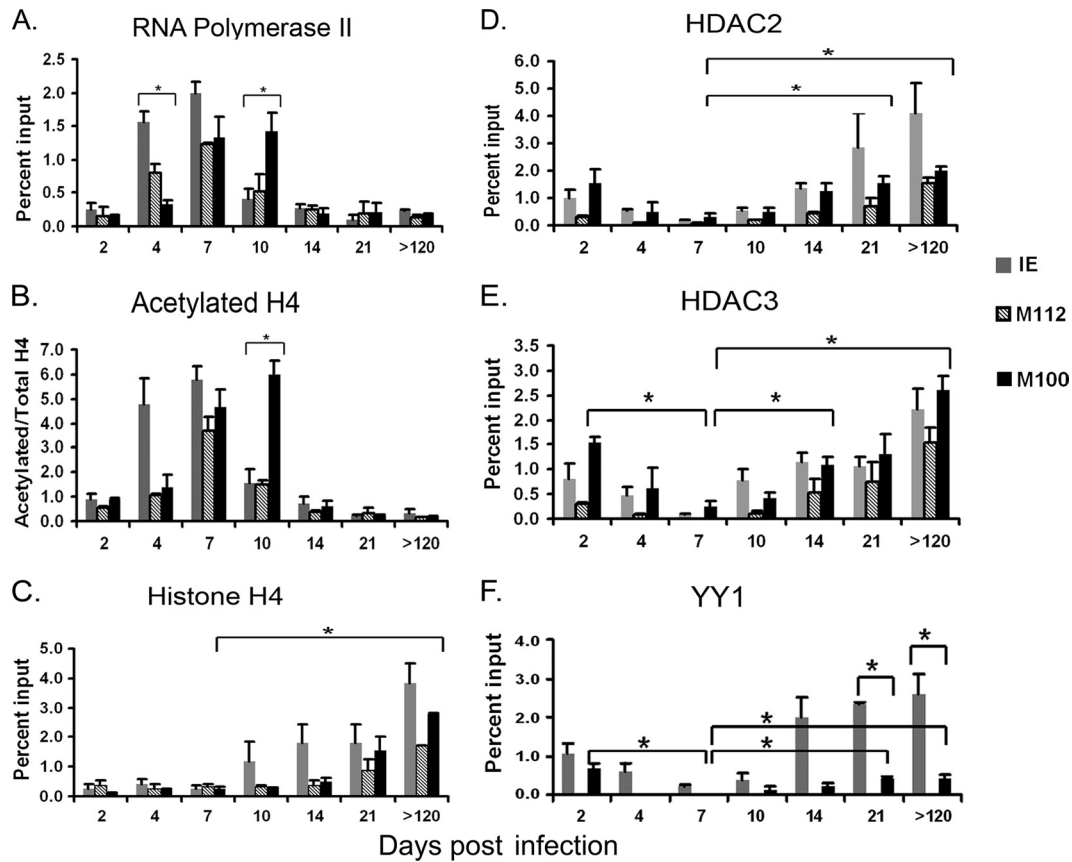 A.
RNA Polymerase II
Percent input
2.5
2.0
1.5
1.0
0.5
0.0
*
*
2 4 7 10 14 21 >120
B.
Acetylated H4
Acetylated/Total H4
7.0
6.0
5.0
4.0
3.0
2.0
1.0
0.0
*
2 4 7 10 14 21 >120
C.
Histone H4
Percent input
5.0
4.0
3.0
2.0
1.0
0.0
*
2 4 7 10 14 21 >120
D.
HDAC2
Percent input
6.0
5.0
4.0
3.0
2.0
1.0
0.0
*
*
2 4 7 10 14 21 >120
E.
HDAC3
Percent input
3.5
3.0
2.5
2.0
1.5
1.0
0.5
0.0
*
*
*
2 4 7 10 14 21 >120
F.
YY1
Percent input
4.0
3.0
2.0
1.0
0.0
*
*
*
*
*
2 4 7 10 14 21 >120
IE
M112
M100
Days post infection